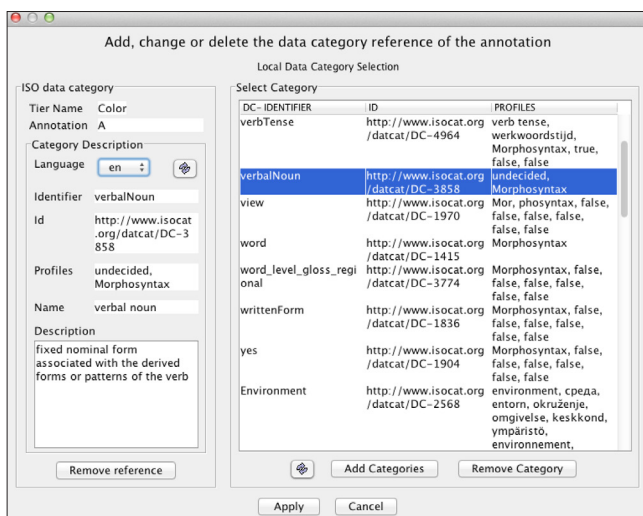 Add, change or delete the data category reference of the annotation
Local Data Category Selection
ISO data category
Tier Name Color
Annotation A
Category Description
Language en
Identifier verbalNoun
Id http://www.isocat
.org/datcat/DC-3
858
Profiles undecided,
Morphosyntax
Name verbal noun
Description
fixed nominal form
associated with the derived
forms or patterns of the verb
Remove reference
Select Category
DC-IDENTIFIER ID PROFILES
verbTense http://www.isocat.org verb tense,
/datcat/DC-4964 werkwoordstijd,
Morphosyntax, true,
false, false
verbalNoun http://www.isocat.org undecided,
/datcat/DC-3858 Morphosyntax
view http://www.isocat.org Mor, phosyntax, false,
/datcat/DC-1970 false, false, false,
false, false
word http://www.isocat.org Morphosyntax
/datcat/DC-1415
word_level_gloss_regi http://www.isocat.org Morphosyntax, false,
onal /datcat/DC-3774 false, false, false,
false, false
writtenForm http://www.isocat.org Morphosyntax, false,
/datcat/DC-1836 false, false, false,
false, false
yes http://www.isocat.org Morphosyntax, false,
/datcat/DC-1904 false, false, false,
false, false
Environment http://www.isocat.org environment, среда,
/datcat/DC-2568 entorn, okruženje,
omgivelse, keskkond,
ympäristö,
environnement,
Add Categories Remove Category
Apply Cancel